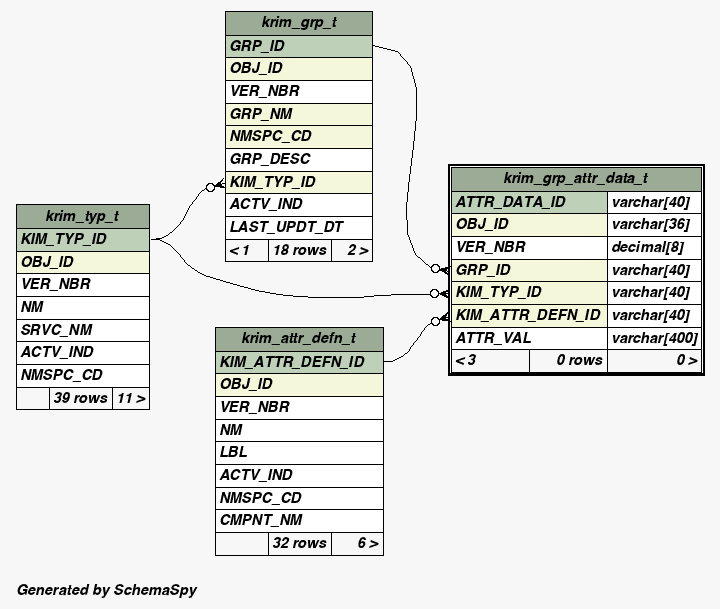 krim_grp_t
GRP_ID
OBJ_ID
VER_NBR
GRP_NM
NMSPC_CD
GRP_DESC
KIM_TYP_ID
ACTV_IND
LAST_UPDT_DT
< 1 18 rows 2 >
krim_typ_t
KIM_TYP_ID
OBJ_ID
VER_NBR
NM
SRVC_NM
ACTV_IND
NMSPC_CD
39 rows 11 >
krim_attr_defn_t
KIM_ATTR_DEFN_ID
OBJ_ID
VER_NBR
NM
LBL
ACTV_IND
NMSPC_CD
CMPNT_NM
32 rows 6 >
krim_grp_attr_data_t
ATTR_DATA_ID varchar[40]
OBJ_ID varchar[36]
VER_NBR decimal[8]
GRP_ID varchar[40]
KIM_TYP_ID varchar[40]
KIM_ATTR_DEFN_ID varchar[40]
ATTR_VAL varchar[400]
< 3 0 rows 0 >
Generated by SchemaSpy